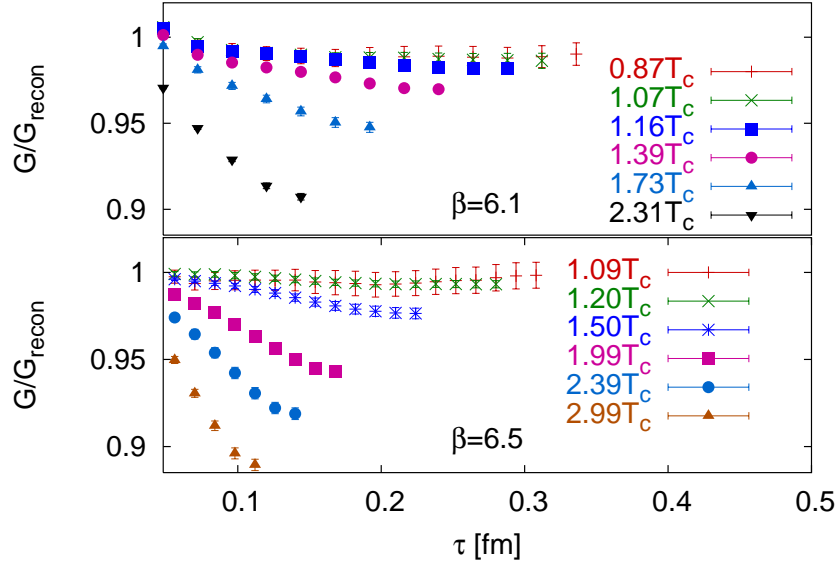 G/G_recon
1
0.95
0.9
0.87T_c
1.07T_c
1.16T_c
1.39T_c
1.73T_c
2.31T_c
β=6.1
G/G_recon
1
0.95
0.9
1.09T_c
1.20T_c
1.50T_c
1.99T_c
2.39T_c
2.99T_c
β=6.5
0.1 0.2 0.3 0.4 0.5
τ [fm]